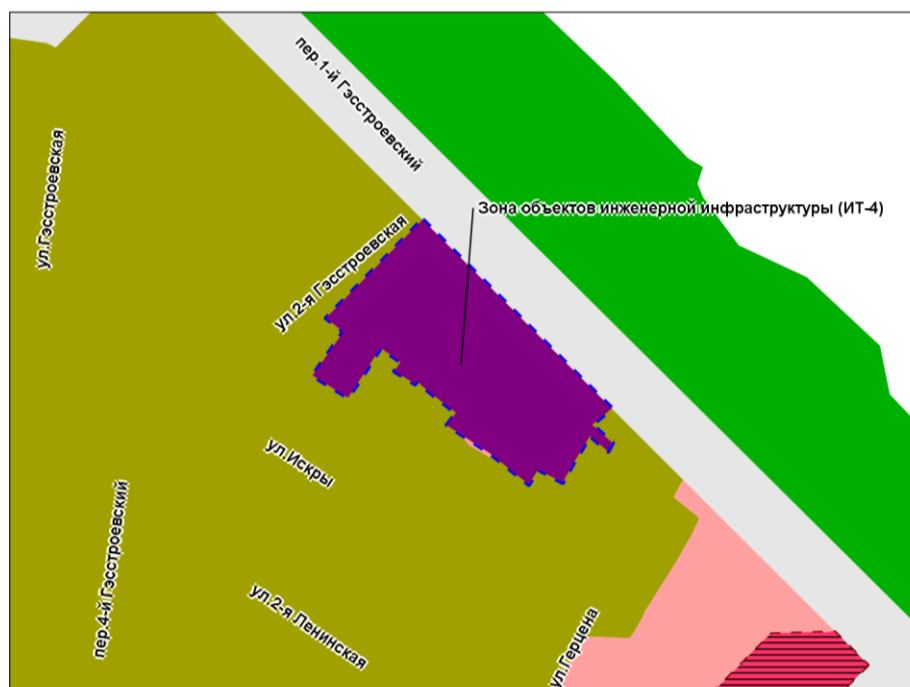 пер.1-й Гэсстроевский
ул.Гэсстроевская
Зона объектов инженерной инфраструктуры (ИТ-4)
ул.2-я Гэсстроевская
ул.Искры
пер.4-й Гэсстроевский
ул.2-я Ленинская
ул.Герцена